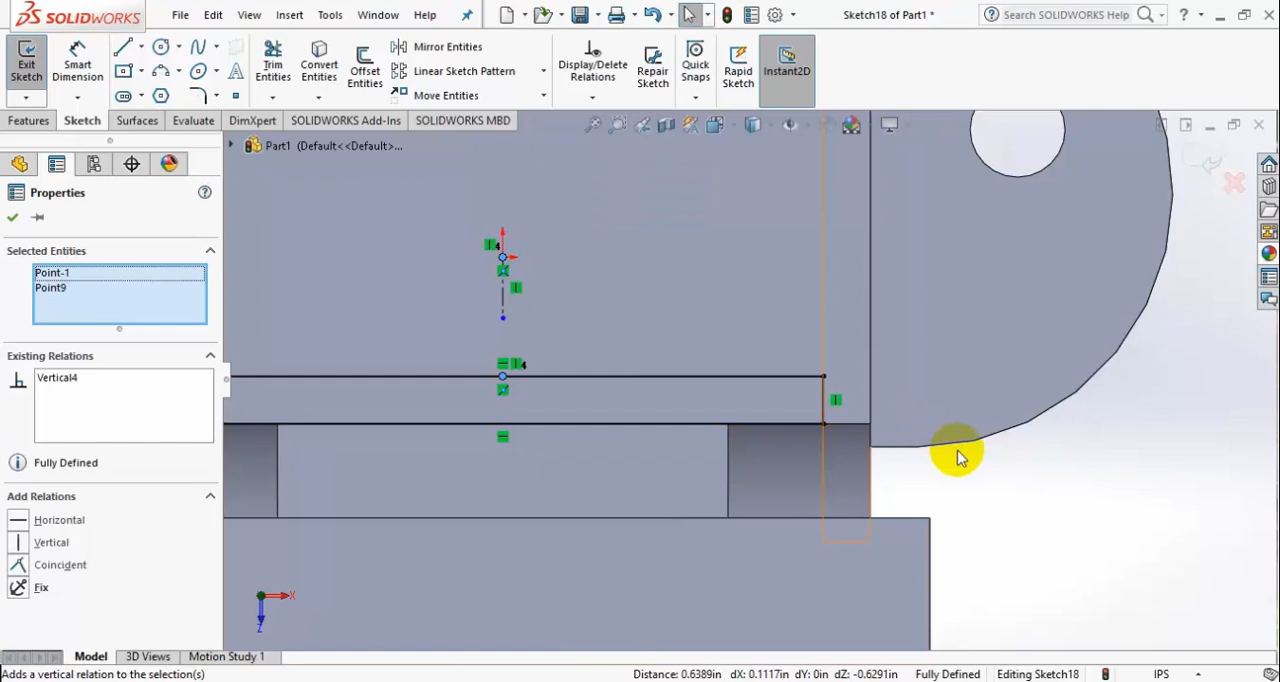 SOLIDWORKS
File Edit View Insert Tools Window Help
Sketch18 of Part1 *
Search SOLIDWORKS Help
Exit Sketch
Smart Dimension
Trim Entities
Convert Entities
Offset Entities
Mirror Entities
Linear Sketch Pattern
Move Entities
Display/Delete Relations
Repair Sketch
Quick Snaps
Rapid Sketch
Instant2D
Features Sketch Surfaces Evaluate DimXpert SOLIDWORKS Add-Ins SOLIDWORKS MBD
Part1 (Default<<Default>...
Properties
Selected Entities
Point-1
Point9
Existing Relations
Vertical4
Fully Defined
Add Relations
Horizontal
Vertical
Coincident
Fix
4
4
X
Z
Model 3D Views Motion Study 1
Adds a vertical relation to the selection(s)
Distance: 0.6389in dX: 0.1117in dY: 0in dZ: -0.6291in Fully Defined Editing Sketch18 IPS